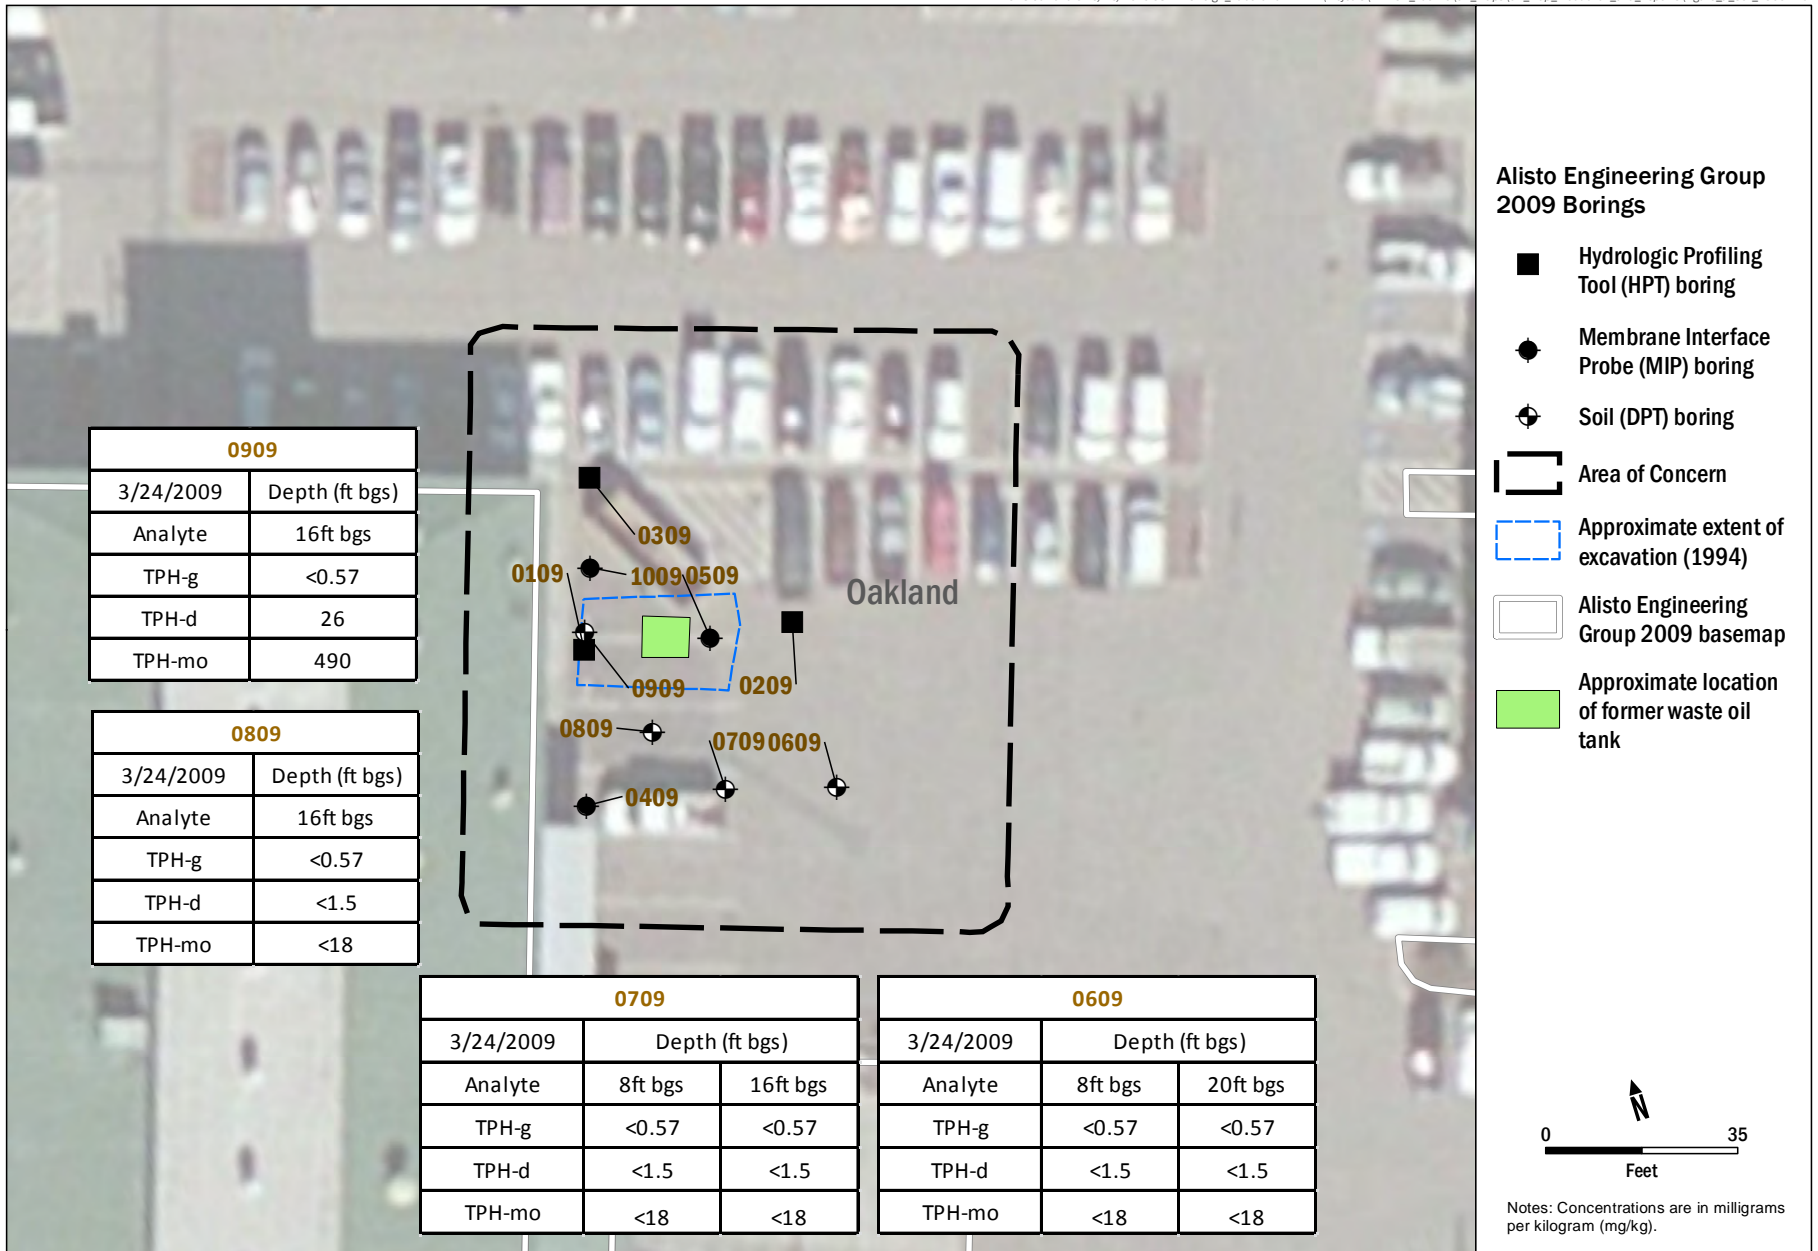 Alisto Engineering Group
2009 Borings
Hydrologic Profiling
Tool (HPT) boring
Membrane Interface
Probe (MIP) boring
Soil (DPT) boring
Area of Concern
Approximate extent of
excavation (1994)
Alisto Engineering
Group 2009 basemap
Approximate location
of former waste oil
tank
0309
0109
1009
0509
Oakland
0909
0209
0809
0709
0609
0409
0909
3/24/2009 Depth (ft bgs)
Analyte 16ft bgs
TPH-g <0.57
TPH-d 26
TPH-mo 490
0809
3/24/2009 Depth (ft bgs)
Analyte 16ft bgs
TPH-g <0.57
TPH-d <1.5
TPH-mo <18
0709
3/24/2009 Depth (ft bgs)
Analyte 8ft bgs 16ft bgs
TPH-g <0.57 <0.57
TPH-d <1.5 <1.5
TPH-mo <18 <18
0609
3/24/2009 Depth (ft bgs)
Analyte 8ft bgs 20ft bgs
TPH-g <0.57 <0.57
TPH-d <1.5 <1.5
TPH-mo <18 <18
N
0 35
Feet
Notes: Concentrations are in milligrams
per kilogram (mg/kg).